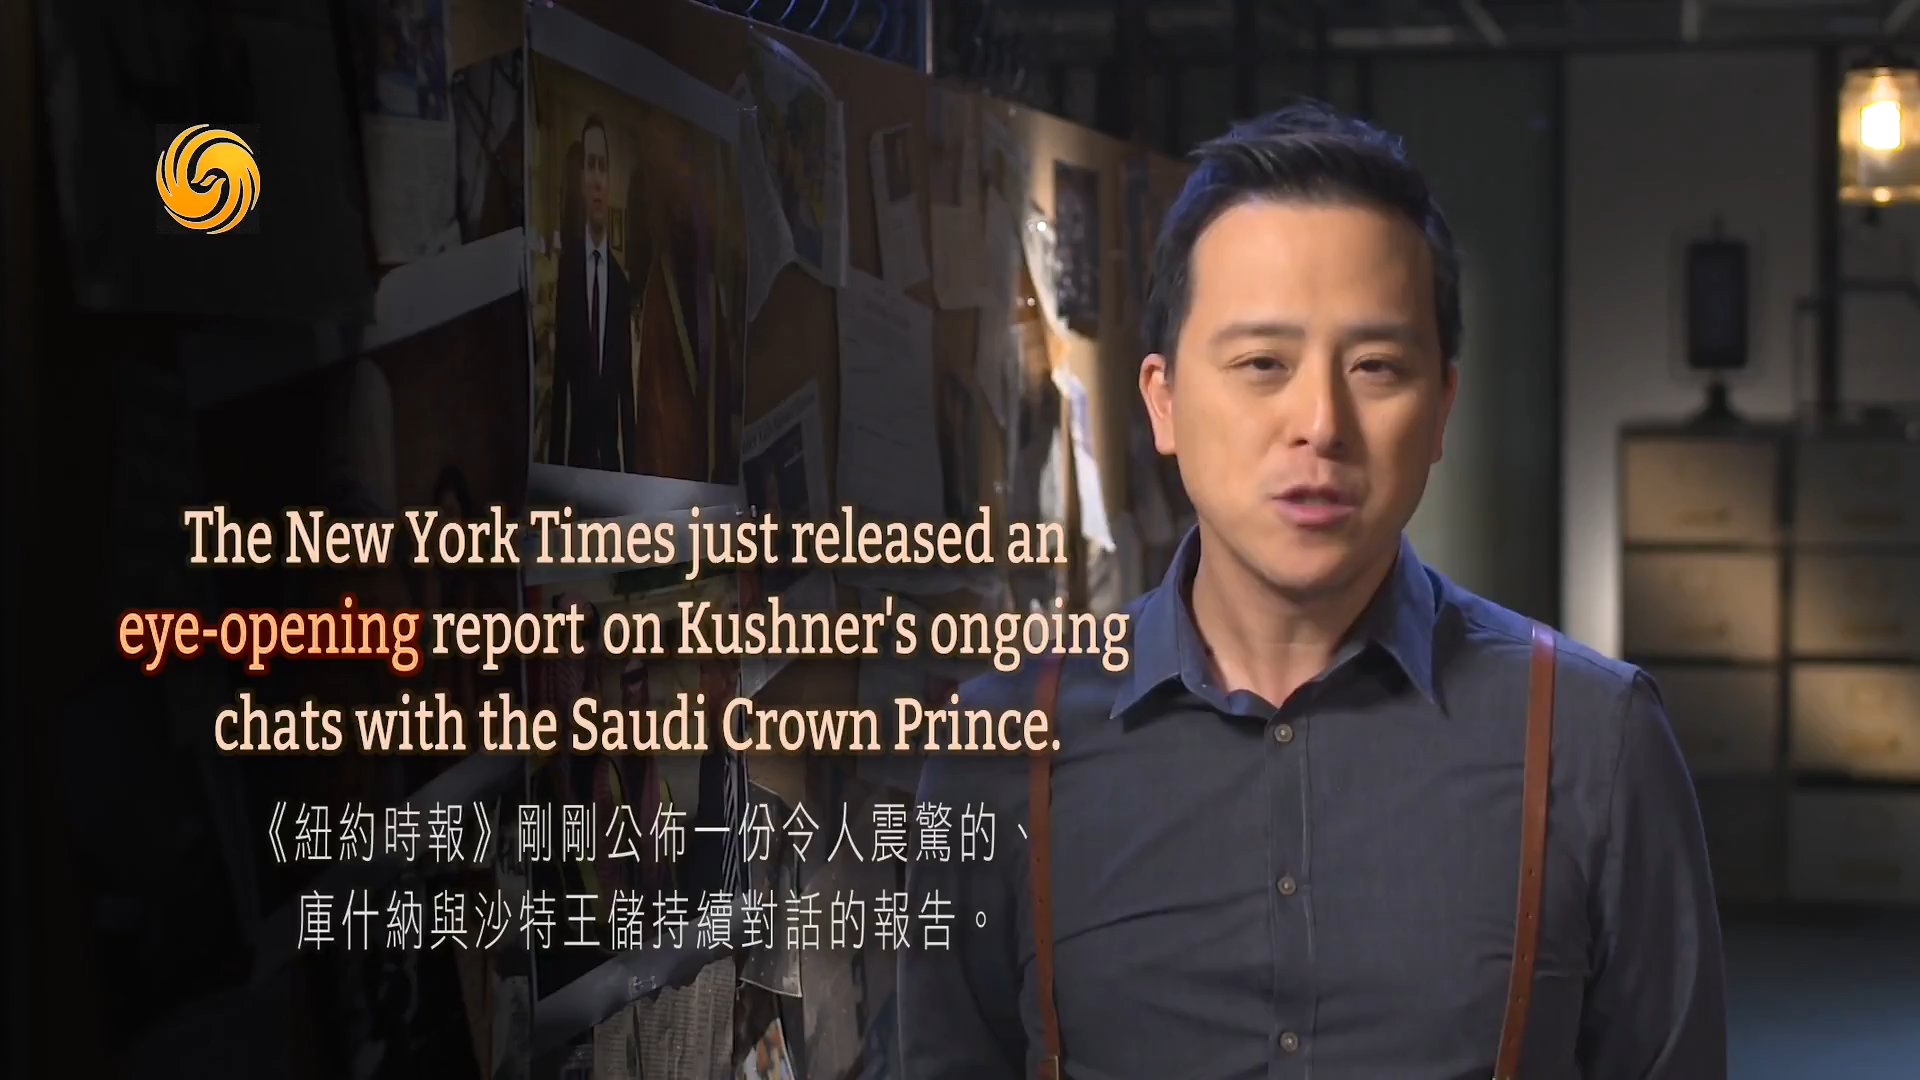 The New York Times just released an
eye-opening report on Kushner's ongoing
chats with the Saudi Crown Prince.
《紐約時報》剛剛公佈一份令人震驚的、
庫什納與沙特王儲持續對話的報告。